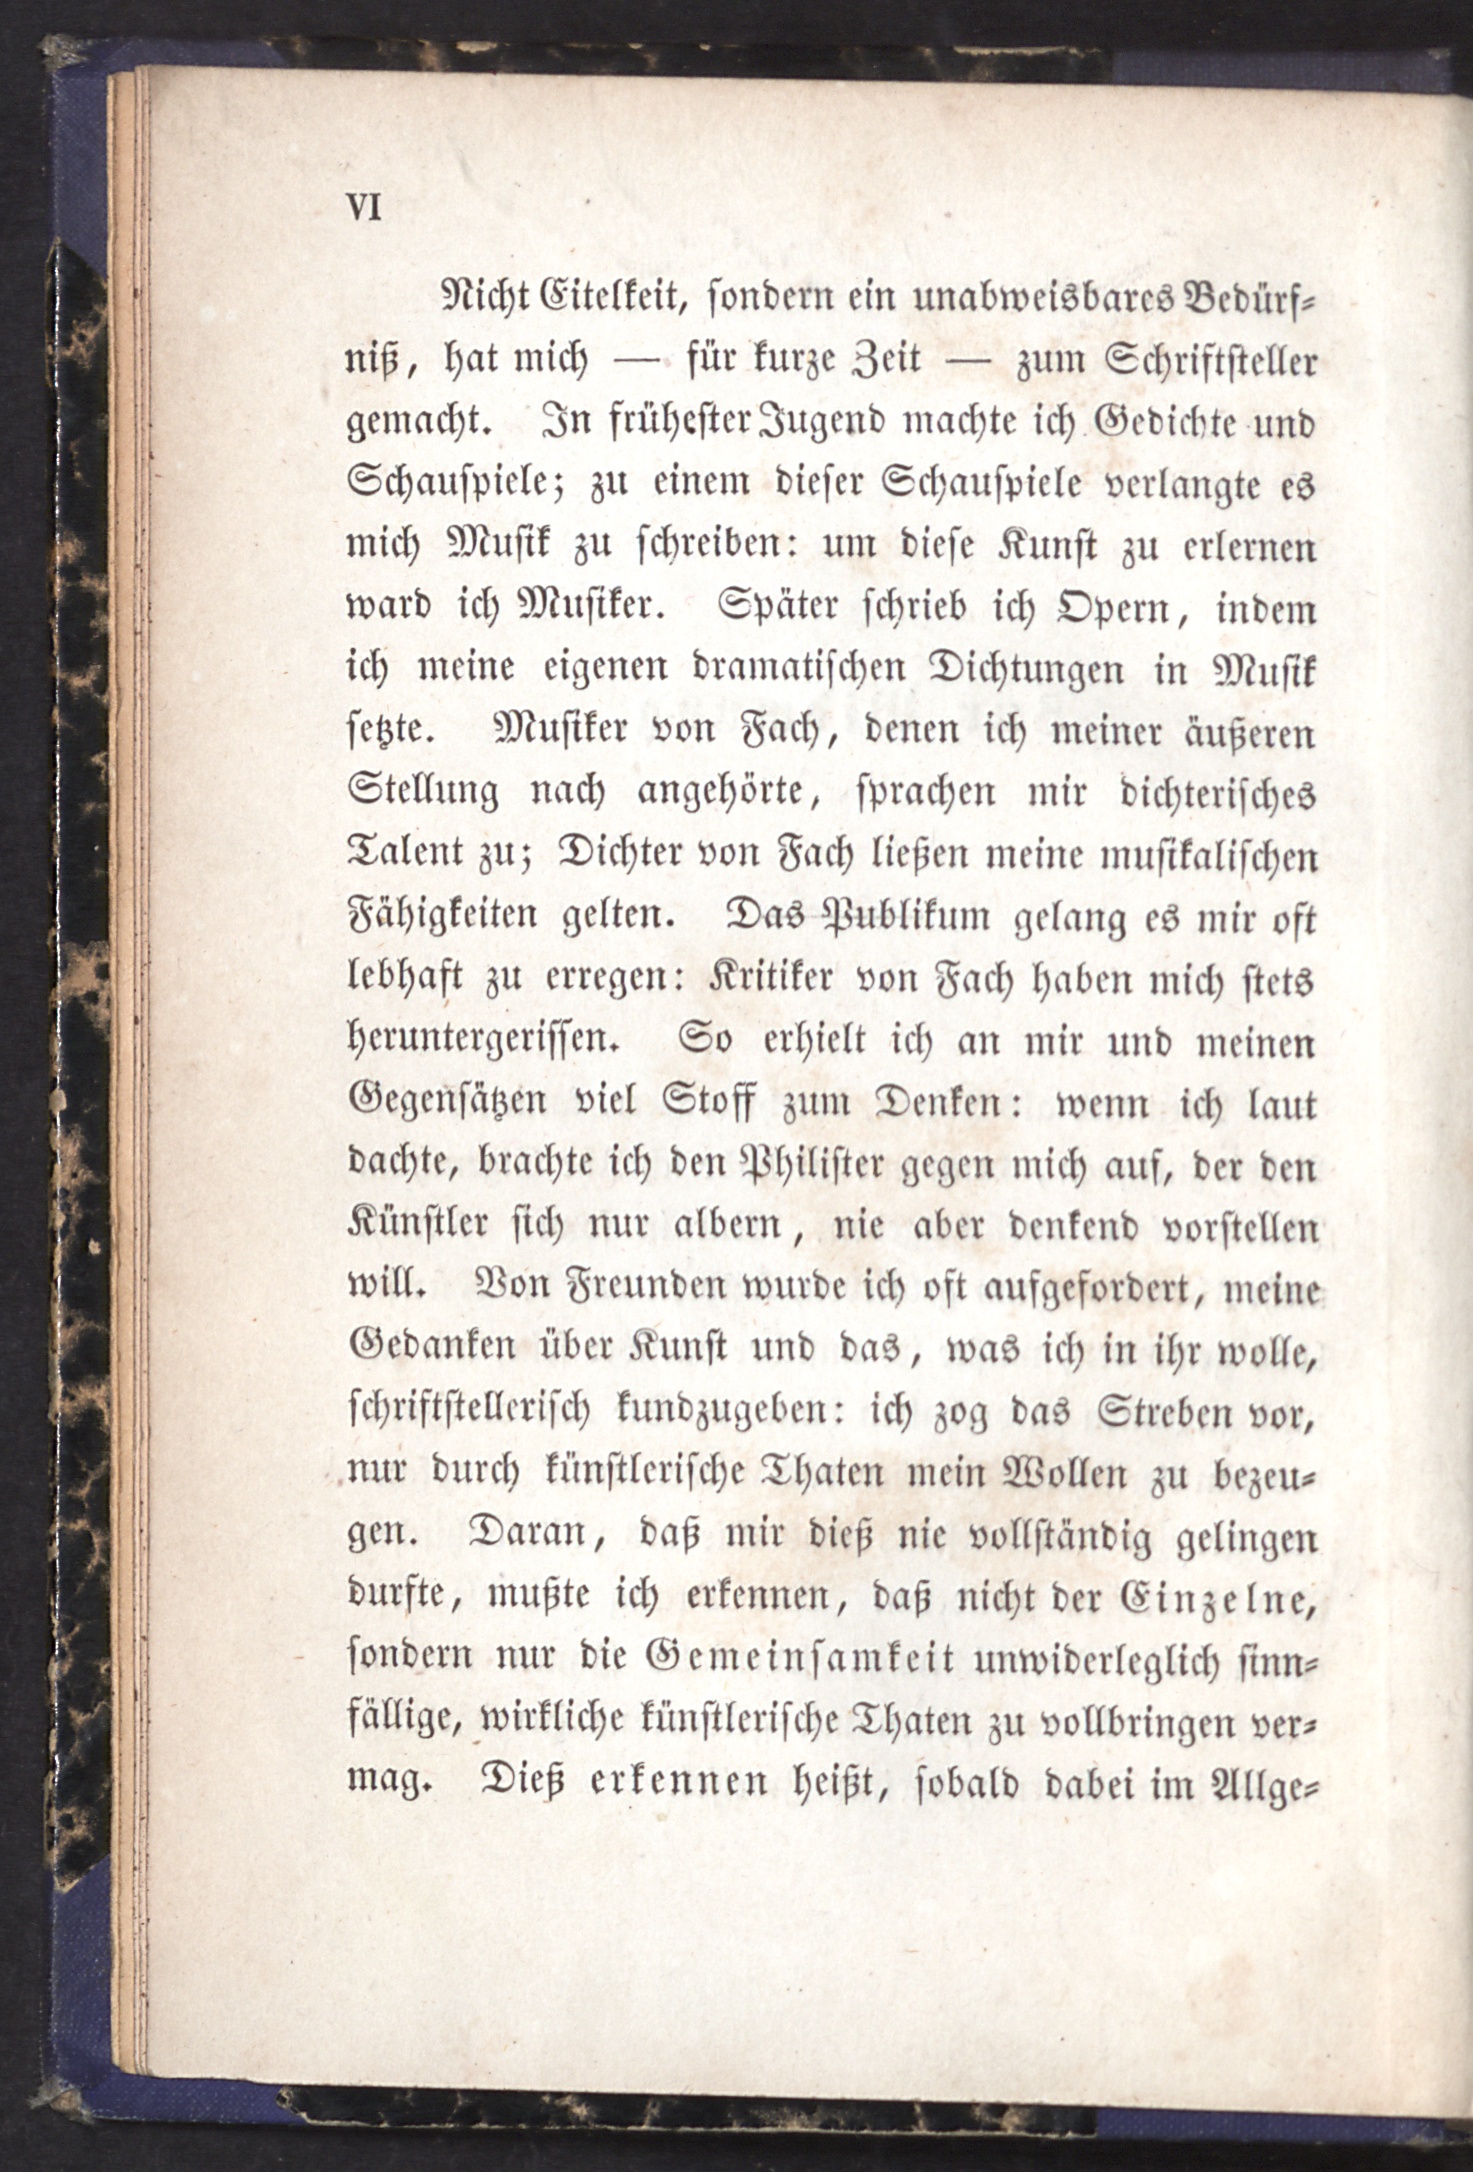 VI
Nicht Eitelkeit, sondern ein unabweisbares Bedürf-
niß, hat mich — für kurze Zeit — zum Schriftsteller
gemacht. In frühester Jugend machte ich Gedichte und
Schauspiele; zu einem dieser Schauspiele verlangte es
mich Musik zu schreiben: um diese Kunst zu erlernen
ward ich Musiker. Später schrieb ich Opern, indem
ich meine eigenen dramatischen Dichtungen in Musik
setzte. Musiker von Fach, denen ich meiner äußeren
Stellung nach angehörte, sprachen mir dichterisches
Talent zu; Dichter von Fach ließen meine musikalischen
Fähigkeiten gelten. Das Publikum gelang es mir oft
lebhaft zu erregen: Kritiker von Fach haben mich stets
heruntergerissen. So erhielt ich an mir und meinen
Gegensätzen viel Stoff zum Denken: wenn ich laut
dachte, brachte ich den Philister gegen mich auf, der den
Künstler sich nur albern, nie aber denkend vorstellen
will. Von Freunden wurde ich oft aufgefordert, meine
Gedanken über Kunst und das, was ich in ihr wolle,
schriftstellerisch kundzugeben: ich zog das Streben vor,
nur durch künstlerische Thaten mein Wollen zu bezeu-
gen. Daran, daß mir dieß nie vollständig gelingen
durfte, mußte ich erkennen, daß nicht der Einzelne,
sondern nur die Gemeinsamkeit unwiderleglich sinn-
fällige, wirkliche künstlerische Thaten zu vollbringen ver-
mag. Dieß erkennen heißt, sobald dabei im Allge-